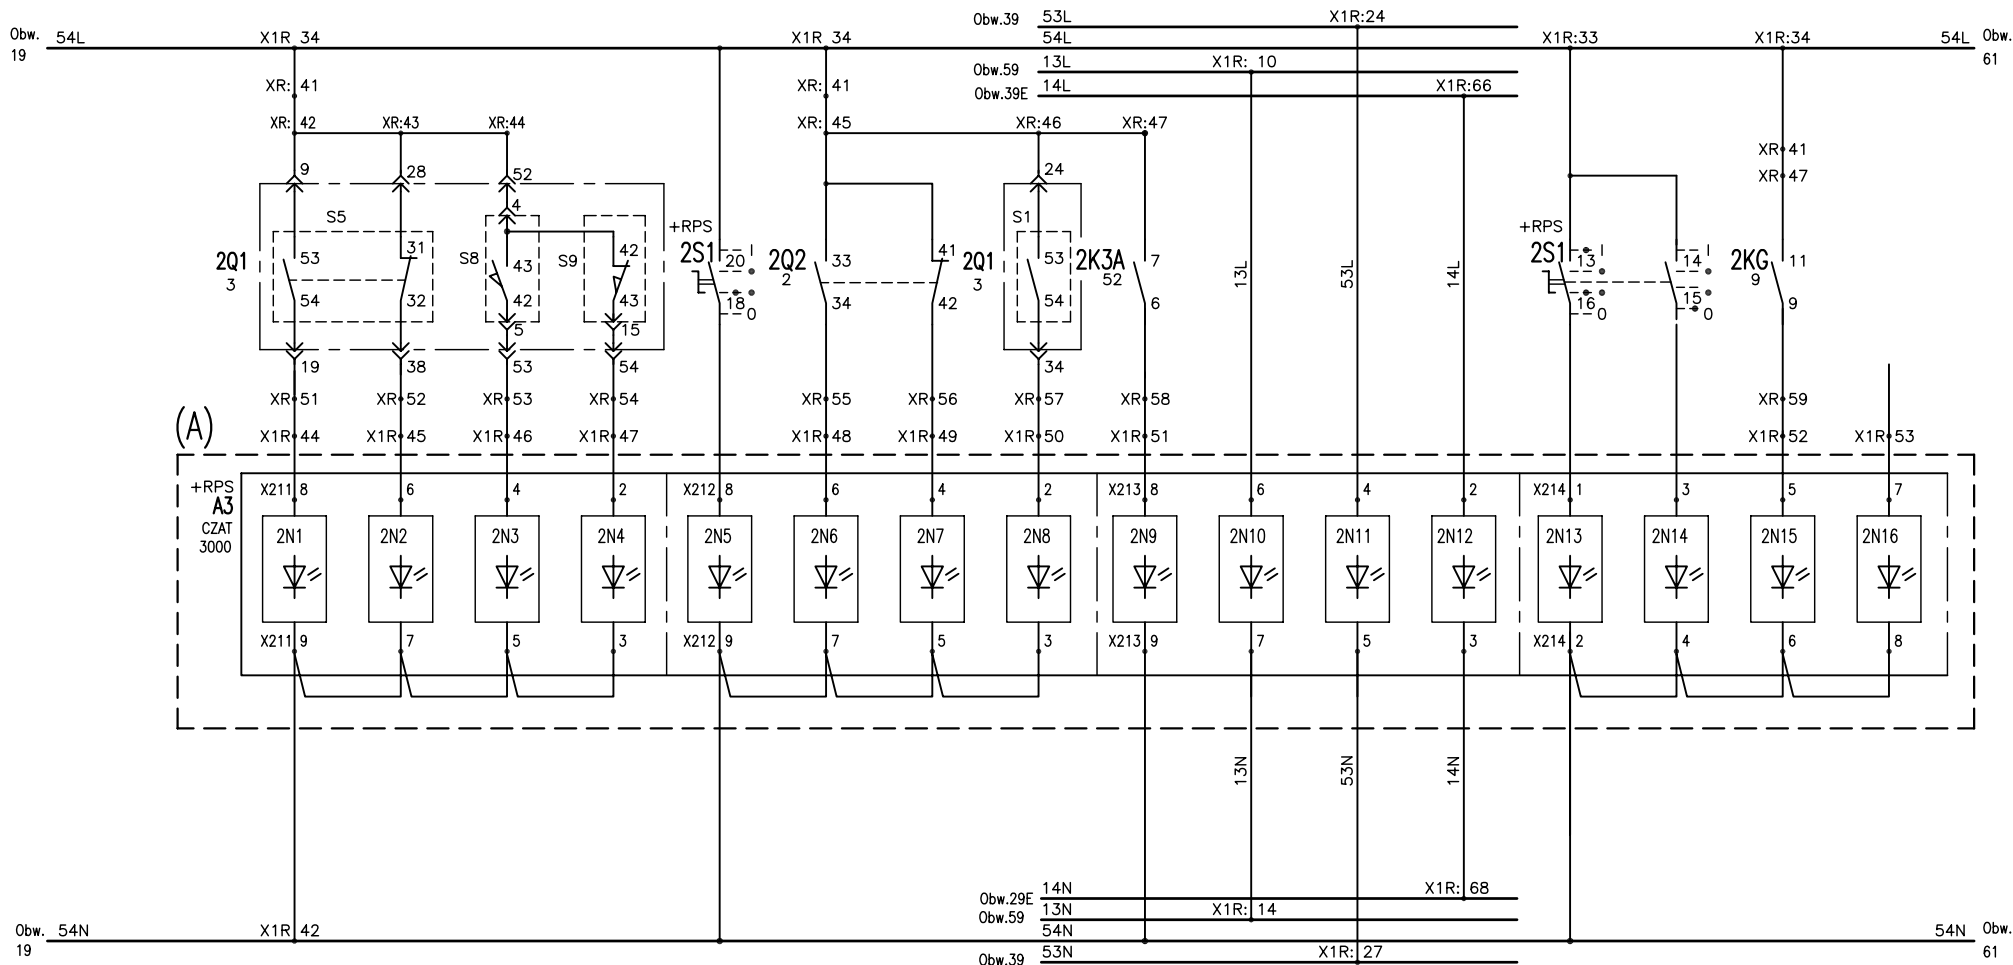 Obw.39 53L X1R:24
Obw. 54L X1R 34 X1R 34 54L X1R:33 X1R:34 54L Obw.
19 61
Obw.59 13L X1R: 10
Obw.39E 14L X1R:66
XR: 41 XR: 41
XR: 42 XR:43 XR:44 XR: 45 XR:46 XR:47
XR 41
XR 47
9 28 52 24
4
S5 S1
+RPS +RPS
2Q1 53 31 S8 43 S9 42 2S1 20 I 2Q2 33 41 2Q1 53 2K3A 7 13L 53L 14L 2S1 13 I 14 I 2KG 11
3 2 3 52 9
54 32 42 43 18 0 34 42 54 6 16 0 15 0 9
5 15
19 38 53 54 34
XR 51 XR 52 XR 53 XR 54 XR 55 XR 56 XR 57 XR 58 XR 59
(A)
X1R 44 X1R 45 X1R 46 X1R 47 X1R 48 X1R 49 X1R 50 X1R 51 X1R 52 X1R 53
+RPS X211 8 6 4 2 X212 8 6 4 2 X213 8 6 4 2 X214 1 3 5 7
A3
CZAT
3000
2N1 2N2 2N3 2N4 2N5 2N6 2N7 2N8 2N9 2N10 2N11 2N12 2N13 2N14 2N15 2N16
X211 9 7 5 3 X212 9 7 5 3 X213 9 7 5 3 X214 2 4 6 8
13N 53N 14N
Obw.29E 14N X1R: 68
Obw.59 13N X1R: 14
Obw. 54N X1R 42 54N 54N Obw.
19 61
Obw.39 53N X1R: 27